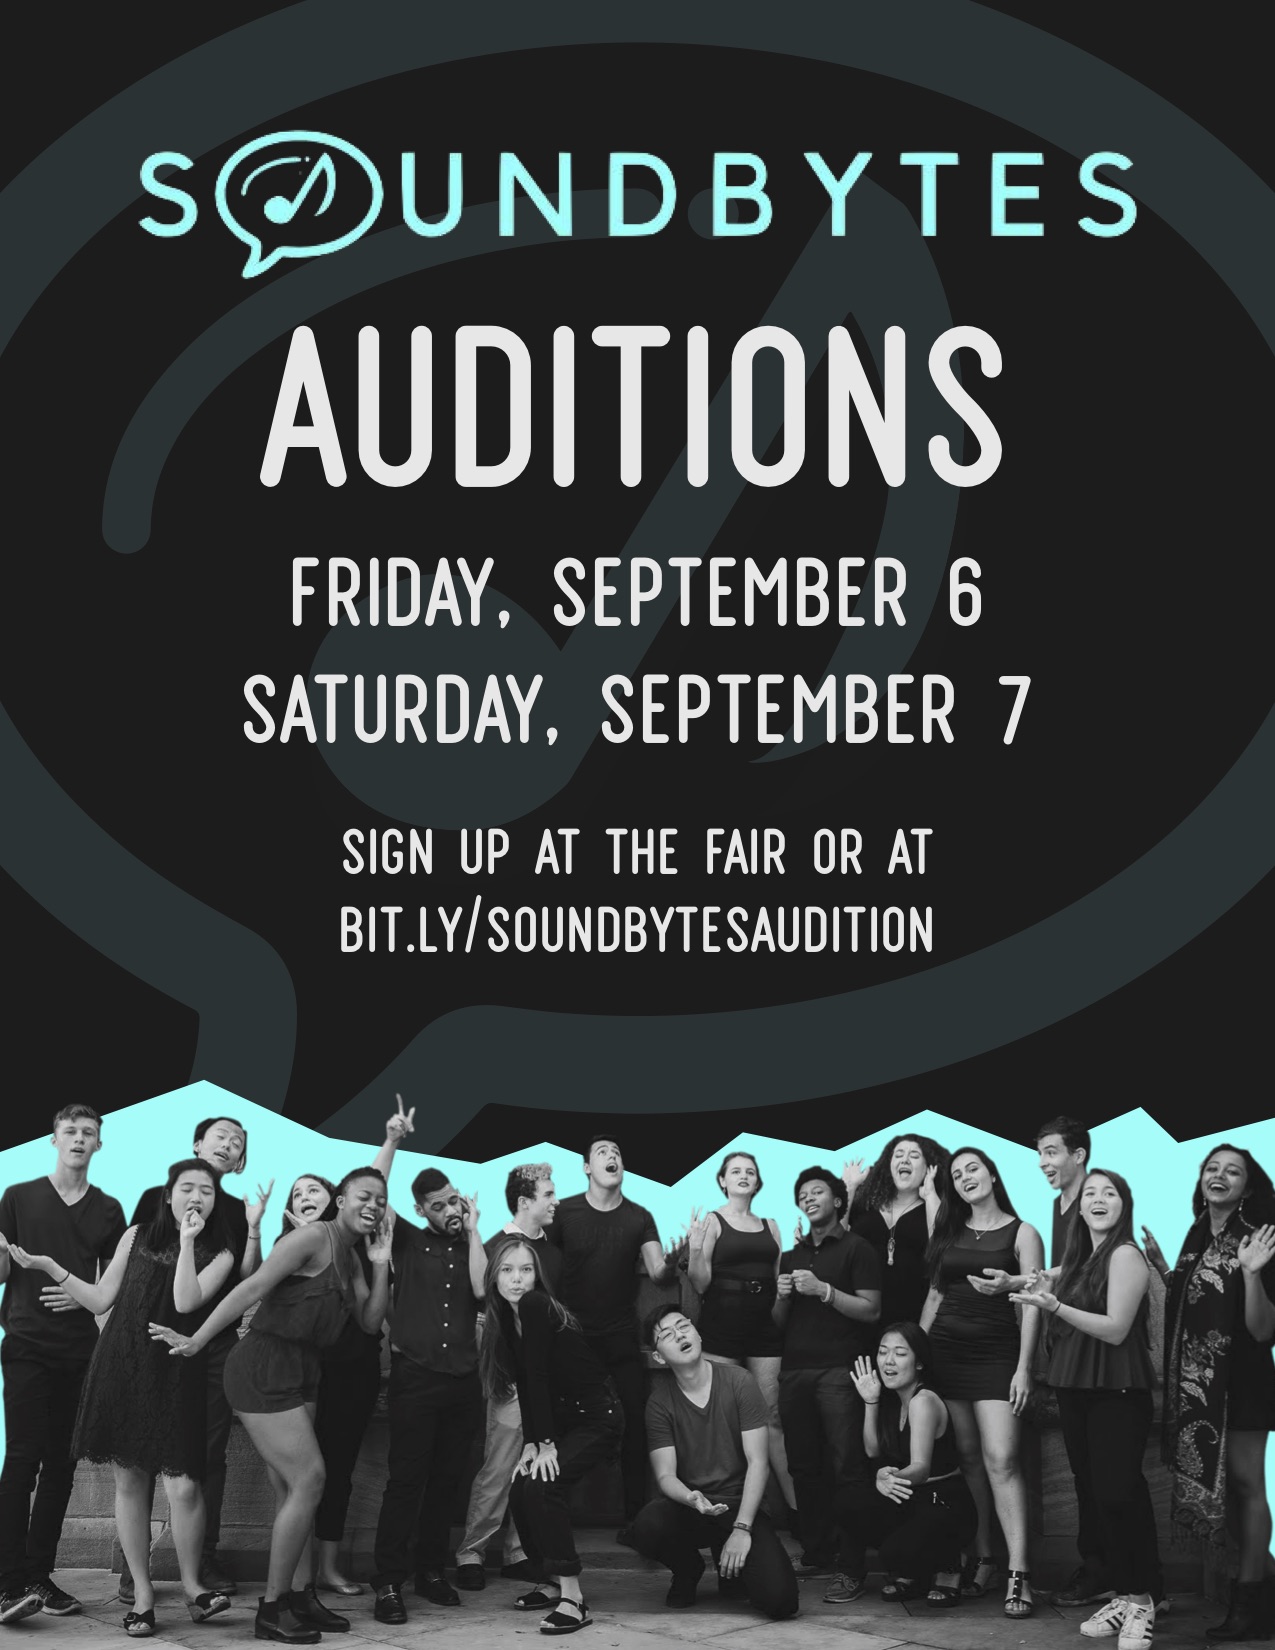 SOUNDBYTES
AUDITIONS
FRIDAY, SEPTEMBER 6
SATURDAY, SEPTEMBER 7
SIGN UP AT THE FAIR OR AT
BIT.LY/SOUNDBYTESAUDITION